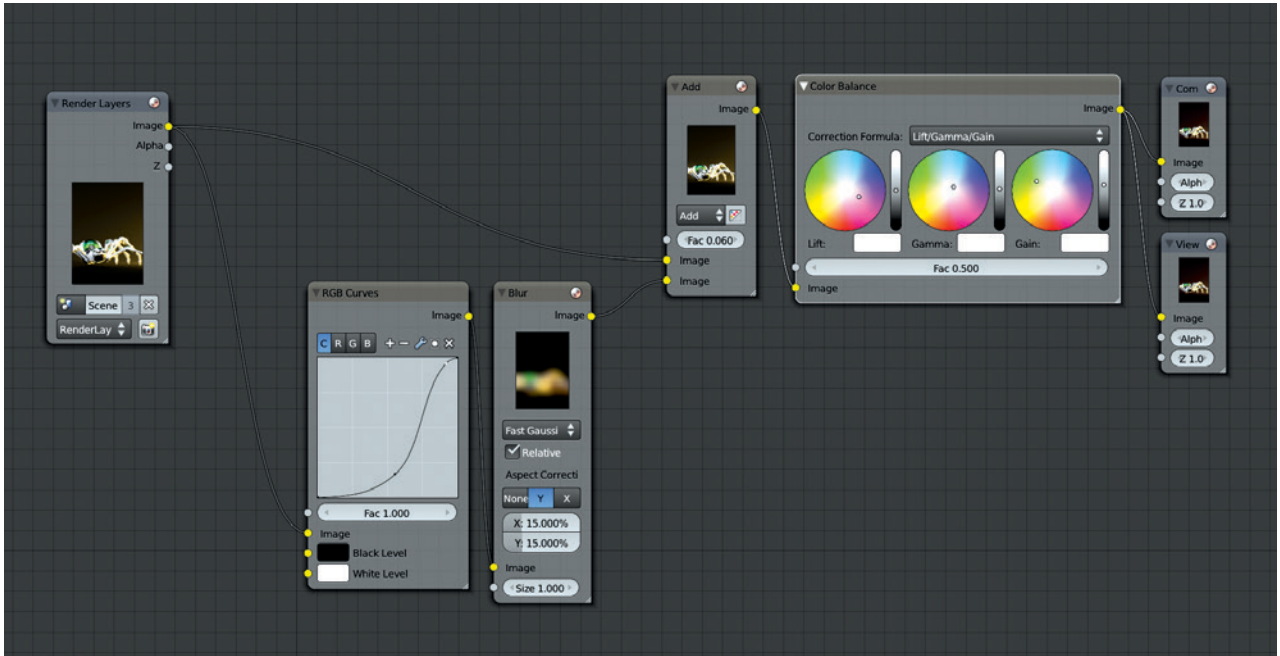 Render Layers
Image
Alpha
Z
Scene 3
RenderLay
RGB Curves
Image
C R G B
Fac 1.000
Image
Black Level
White Level
Blur
Image
Fast Gaussi
Relative
Aspect Correcti
None Y X
X: 15.000%
Y: 15.000%
Image
Size 1.000
Add
Image
Add
Fac 0.060
Image
Image
Color Balance
Image
Correction Formula: Lift/Gamma/Gain
Lift: Gamma: Gain:
Fac 0.500
Image
Com
Image
Alph
Z 1.0
View
Image
Alph
Z 1.0